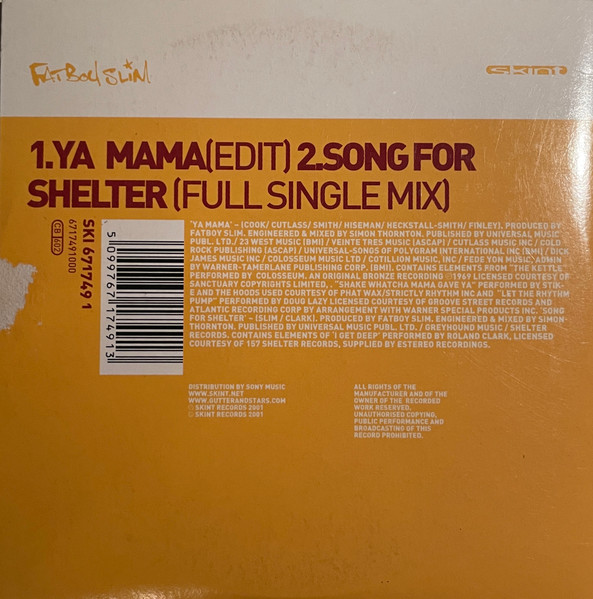 FATBOY SLIM
SKINT
1.YA MAMA(EDIT) 2.SONG FOR
SHELTER (FULL SINGLE MIX)
SKI 6717491
67174910 00
CB 602
5 099767 174913
'YA MAMA' – (COOK/ CUTLASS/ SMITH/ HISEMAN/ HECKSTALL-SMITH/ FINLEY). PRODUCED BY
FATBOY SLIM. ENGINEERED & MIXED BY SIMON THORNTON. PUBLISHED BY UNIVERSAL MUSIC
PUBL. LTD./ 23 WEST MUSIC (BMI) / VEINTE TRES MUSIC (ASCAP) / CUTLASS MUSIC INC / COLD
ROCK PUBLISHING (ASCAP) / UNIVERSAL-SONGS OF POLYGRAM INTERNATIONAL INC (BMI) / DICK
JAMES MUSIC INC / COLOSSEUM MUSIC LTD / COTILLION MUSIC, INC / FEDE YON MUSIC/ADMIN
BY WARNER-TAMERLANE PUBLISHING CORP. (BMI). CONTAINS ELEMENTS FROM "THE KETTLE"
PERFORMED BY COLOSSEUM, AN ORIGINAL BRONZE RECORDING - 1969 LICENSED COURTESY OF
SANCTUARY COPYRIGHTS LIMITED, , "SHAKE WHATCHA MAMA GAVE YA" PERFORMED BY STIK-
E AND THE HOODS USED COURTESY OF PHAT WAX/STRICTLY RHYTHM INC AND "LET THE RHYTHM
PUMP" PERFORMED BY DOUG LAZY LICENSED COURTESY OF GROOVE STREET RECORDS AND
ATLANTIC RECORDING CORP BY ARRANGEMENT WITH WARNER SPECIAL PRODUCTS INC. 'SONG
FOR SHELTER' – (SLIM / CLARK). PRODUCED BY FATBOY SLIM. ENGINEERED & MIXED BY SIMON-
THORNTON. PUBLISHED BY UNIVERSAL MUSIC PUBL. LTD. / GREYHOUND MUSIC / SHELTER
RECORDS. CONTAINS ELEMENTS OF 'I GET DEEP' PERFORMED BY ROLAND CLARK, LICENSED
COURTESY OF 157 SHELTER RECORDS, SUPPLIED BY ESTEREO RECORDINGS.
DISTRIBUTION BY SONY MUSIC
WWW.SKINT.NET
WWW.GUTTERANDSTARS.COM
℗ SKINT RECORDS 2001
© SKINT RECORDS 2001
ALL RIGHTS OF THE
MANUFACTURER AND OF THE
OWNER OF THE RECORDED
WORK RESERVED.
UNAUTHORISED COPYING,
PUBLIC PERFORMANCE AND
BROADCASTING OF THIS
RECORD PROHIBITED.